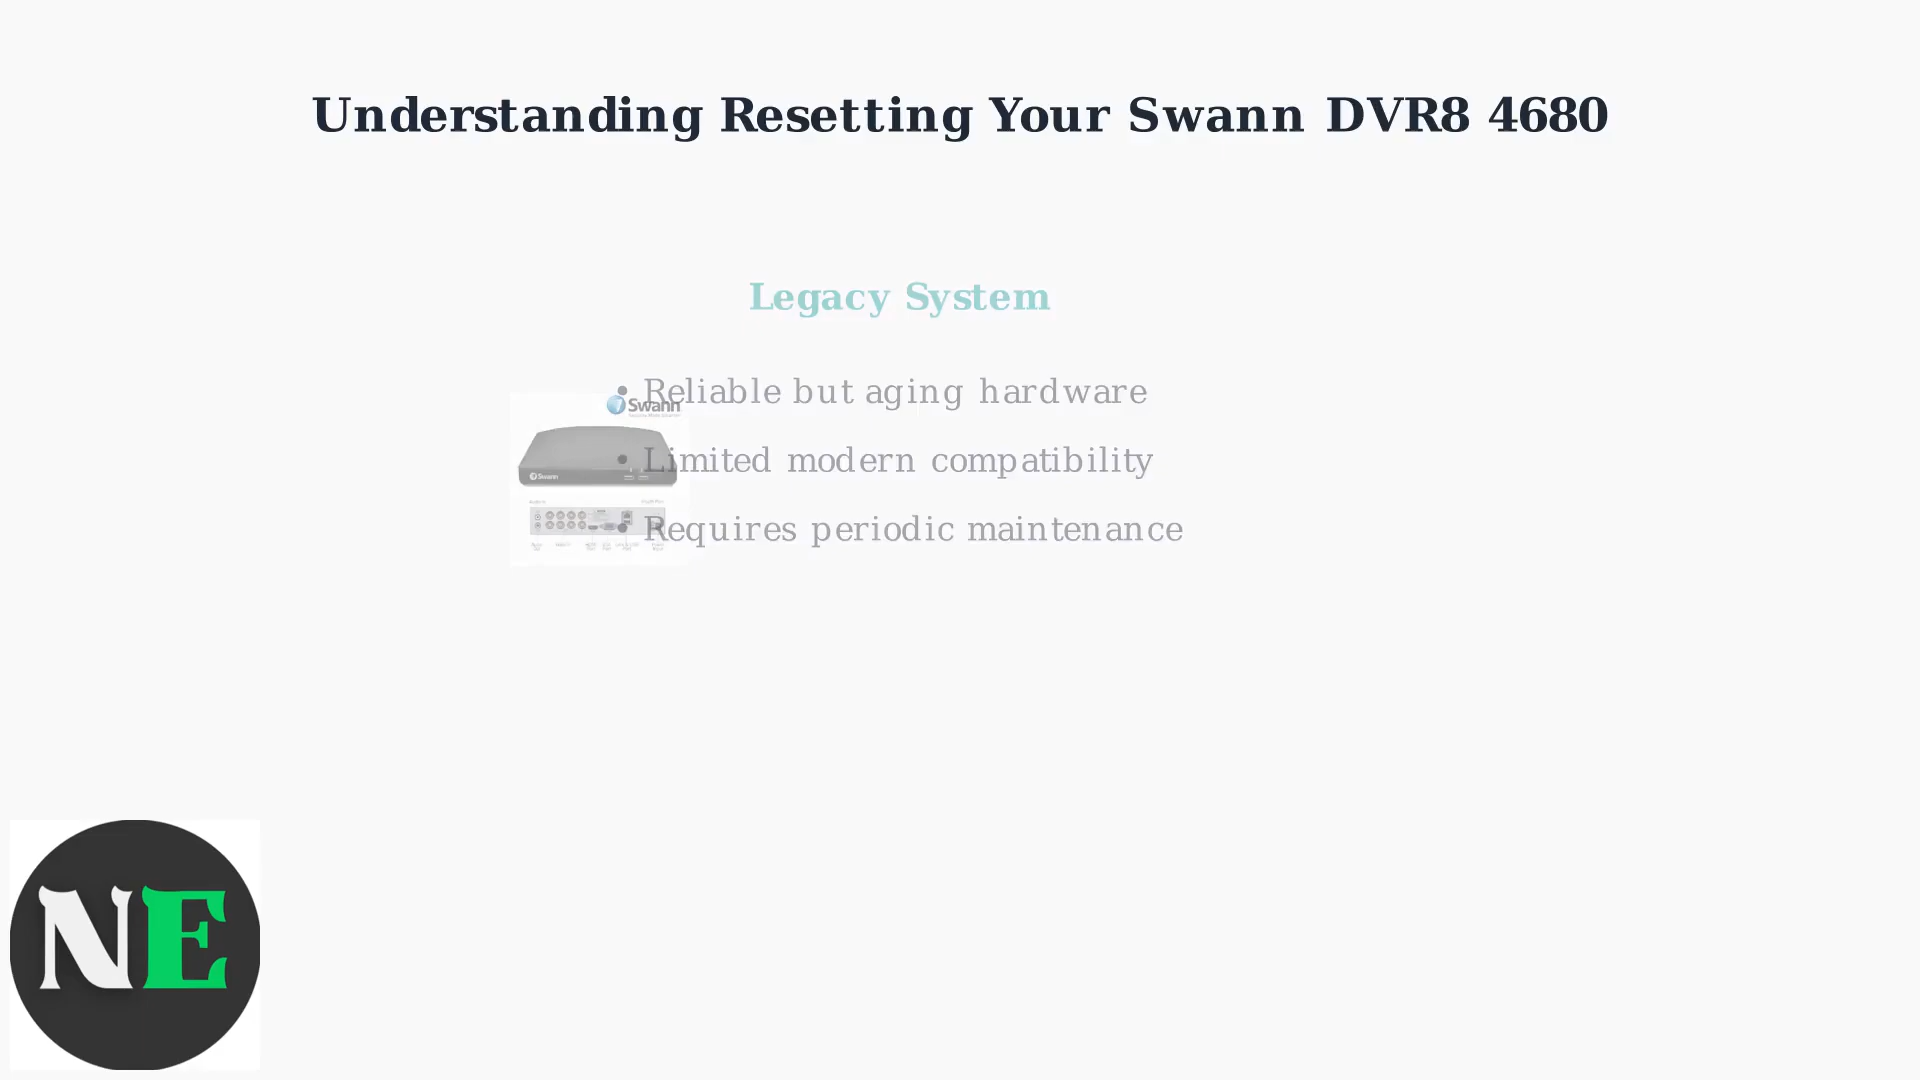 Understanding Resetting Your Swann DVR8 4680
Legacy System
• Reliable but aging hardware
Swann
• Limited modern compatibility
Swann
• Requires periodic maintenance
NE